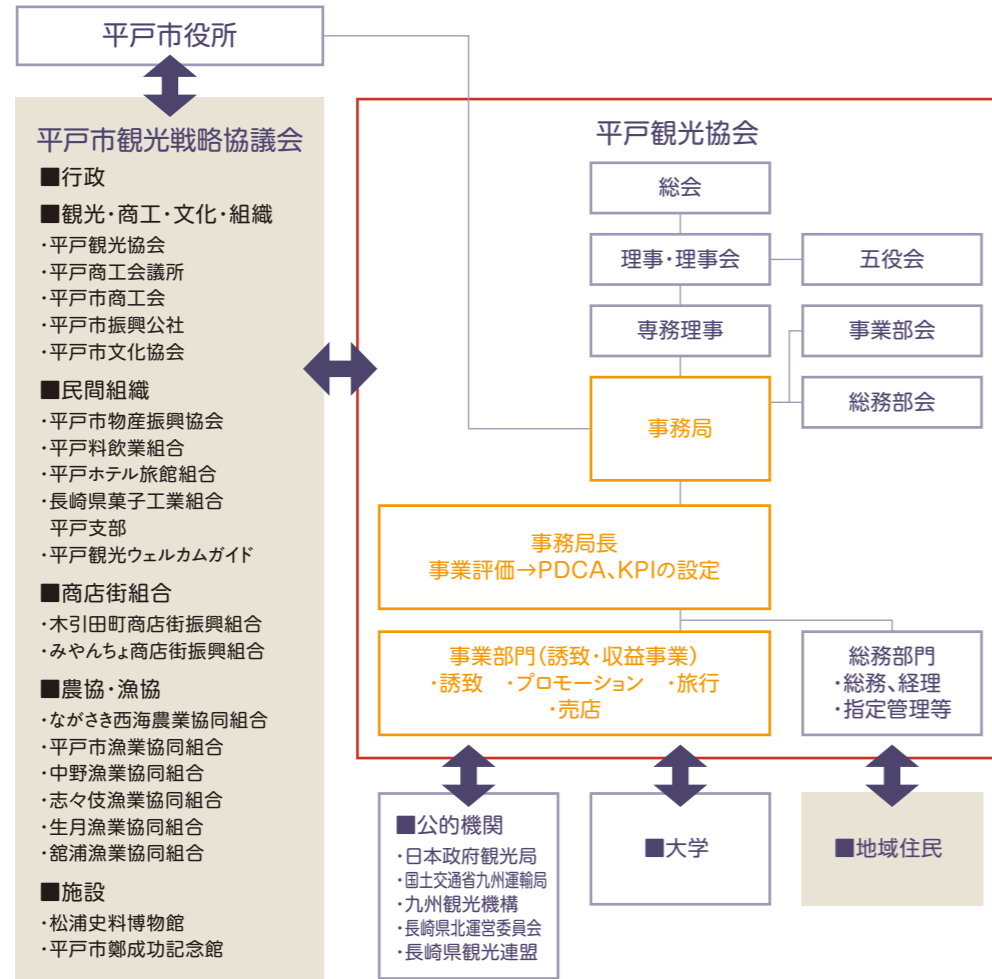 平戸市役所
平戸市観光戦略協議会
■行政
■観光・商工・文化・組織
・平戸観光協会
・平戸商工会議所
・平戸市商工会
・平戸市振興公社
・平戸市文化協会
■民間組織
・平戸市物産振興協会
・平戸料飲業組合
・平戸ホテル旅館組合
・長崎県菓子工業組合
平戸支部
・平戸観光ウェルカムガイド
■商店街組合
・木引田町商店街振興組合
・みやんちょ商店街振興組合
■農協・漁協
・ながさき西海農業協同組合
・平戸市漁業協同組合
・中野漁業協同組合
・志々伎漁業協同組合
・生月漁業協同組合
・舘浦漁業協同組合
■施設
・松浦史料博物館
・平戸市鄭成功記念館
平戸観光協会
総会
理事・理事会
五役会
専務理事
事業部会
総務部会
事務局
事務局長
事業評価→PDCA、KPIの設定
事業部門(誘致・収益事業)
・誘致 ・プロモーション ・旅行
・売店
総務部門
・総務、経理
・指定管理等
■公的機関
・日本政府観光局
・国土交通省九州運輸局
・九州観光機構
・長崎県北運営委員会
・長崎県観光連盟
■大学
■地域住民